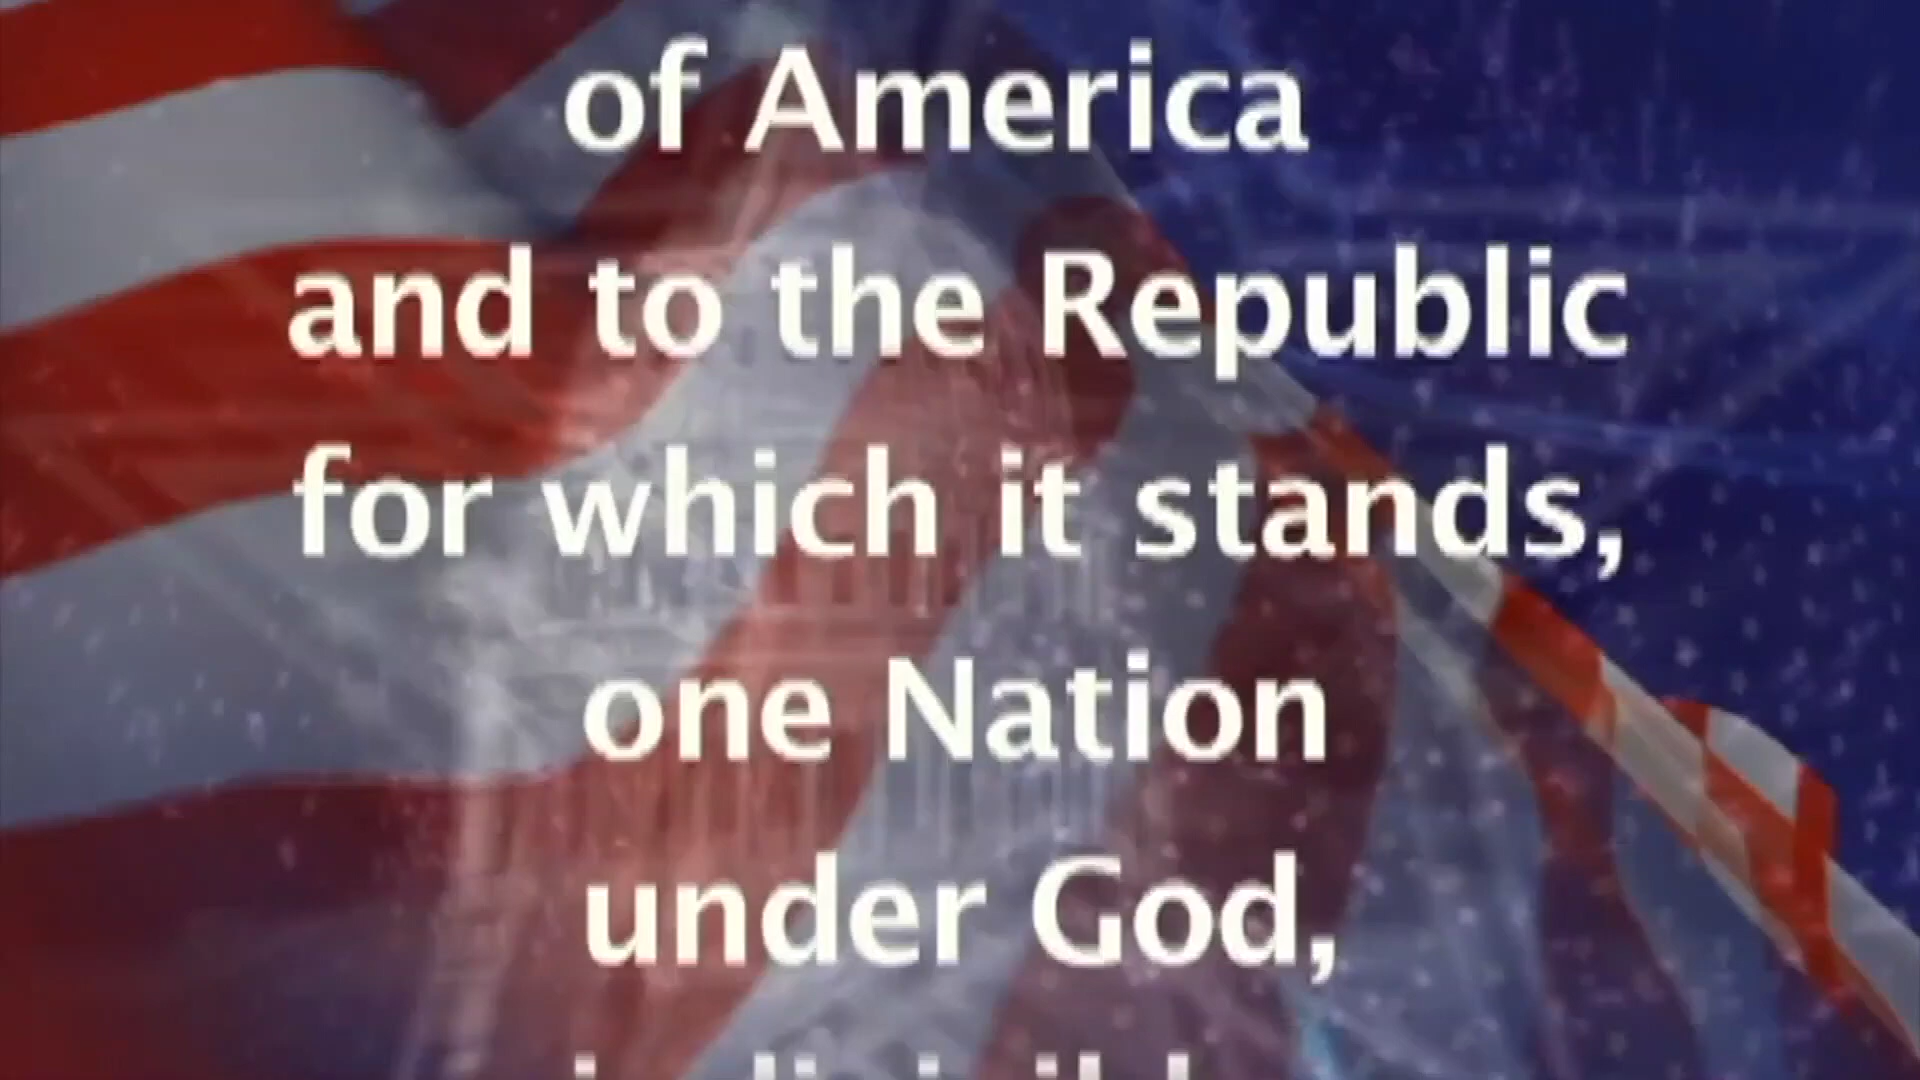 of America
and to the Republic
for which it stands,
one Nation
under God,